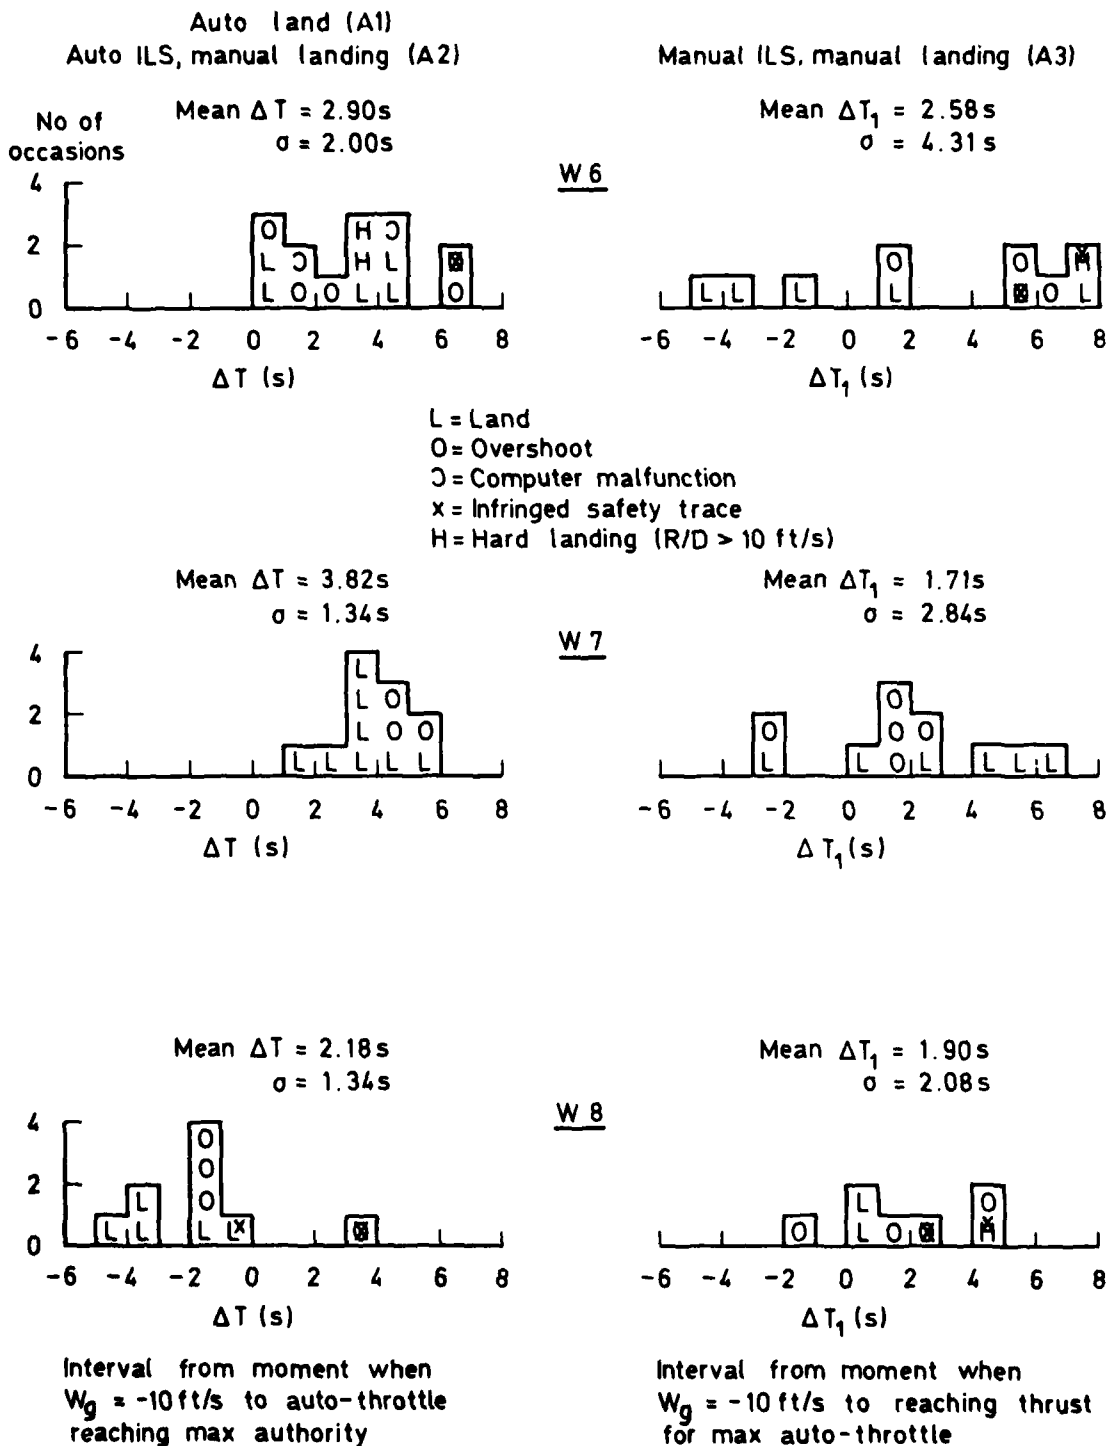 Auto land (A1)
Auto ILS, manual landing (A2)
Manual ILS, manual landing (A3)
No of
occasions
Mean ΔT = 2.90s
σ = 2.00s
Mean ΔT₁ = 2.58s
σ = 4.31s
W6
4
2
0
O
L Ɔ
L O O
H Ɔ
H L
L L
O
O
L L L
L
O
O
O L
-6 -4 -2 0 2 4 6 8
-6 -4 -2 0 2 4 6 8
ΔT (s)
ΔT₁ (s)
L = Land
O = Overshoot
Ɔ = Computer malfunction
x = Infringed safety trace
H = Hard landing (R/D > 10 ft/s)
Mean ΔT = 3.82s
σ = 1.34s
Mean ΔT₁ = 1.71s
σ = 2.84s
W7
4
2
0
L
L O
L O O
L L L L L
O
O O O
L L O L L L L
-6 -4 -2 0 2 4 6 8
-6 -4 -2 0 2 4 6 8
ΔT (s)
ΔT₁ (s)
Mean ΔT = 2.18s
σ = 1.34s
Mean ΔT₁ = 1.90s
σ = 2.08s
W8
4
2
0
O
O
L O
L L L L x
L O
O L O
x
-6 -4 -2 0 2 4 6 8
-6 -4 -2 0 2 4 6 8
ΔT (s)
ΔT₁ (s)
Interval from moment when
Wg = -10ft/s to auto-throttle
reaching max authority
Interval from moment when
Wg = -10ft/s to reaching thrust
for max auto-throttle